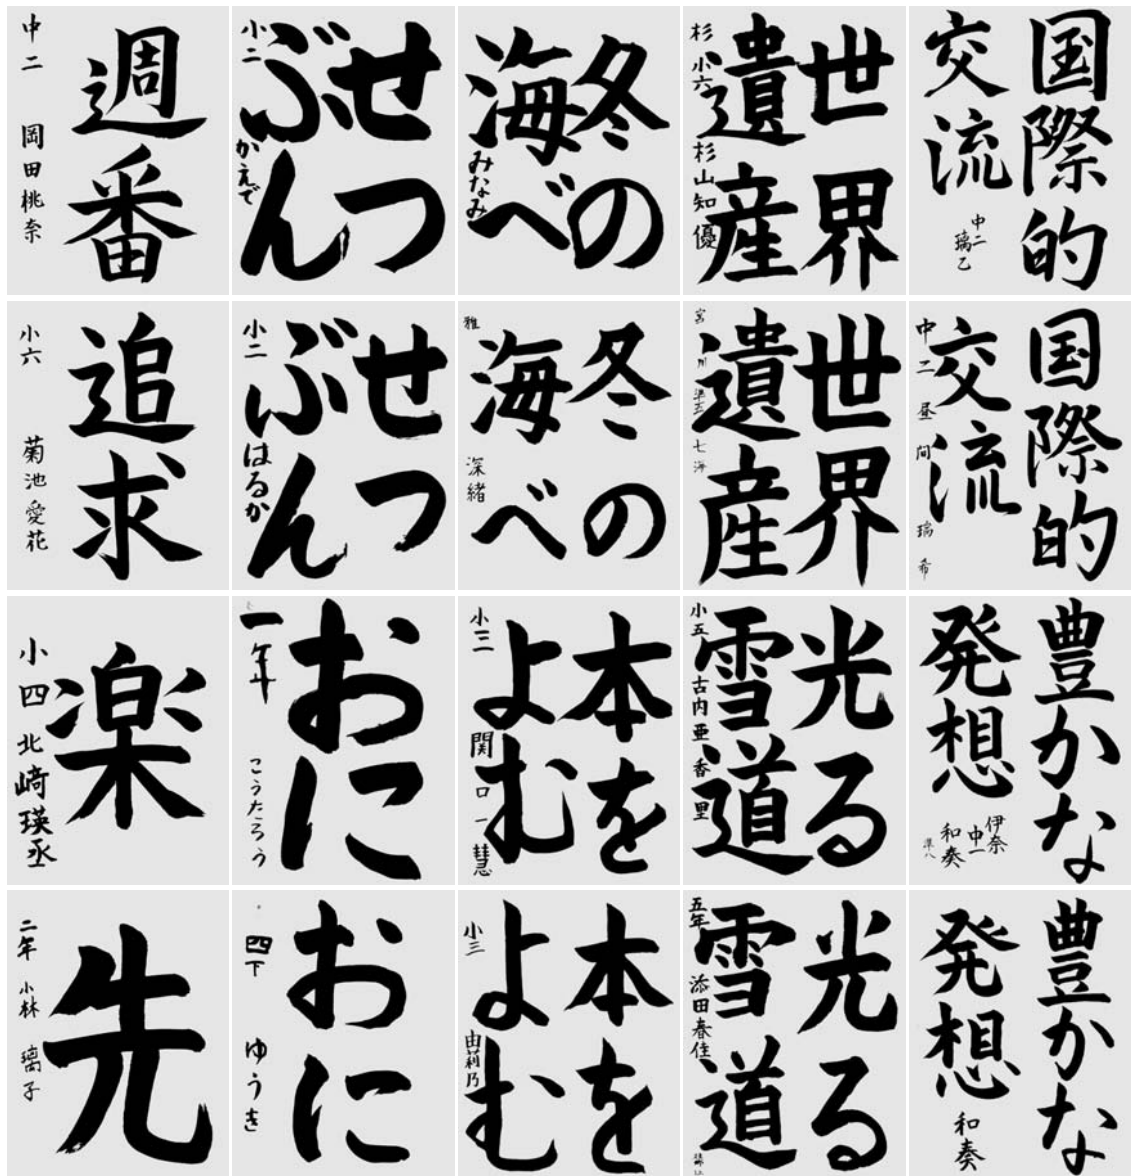 週番
中二 岡田桃奈
せつ
ぶん
小二
かえで
冬の
海べ
みなみ
世界
遺産
杉小六 杉山知優
国際的
交流
中二
璃乙
追求
小六 菊池愛花
せつ
ぶん
小二 はるか
冬の
海べ
雅 深緒
世界
遺産
宮川 準五 七海
国際的
交流
中二 昼間 瑞希
楽
小四 北崎瑛丞
おに
一年 こうたろう
本を
よむ
小三 関口一慧
光る
雪道
小五 古内亜香里
豊かな
発想
伊奈
中一
和奏
準八
先
二年 小林璃子
おに
四下 ゆうき
本を
よむ
小三 由莉乃
光る
雪道
五年 添田春佳
豊かな
発想
和奏